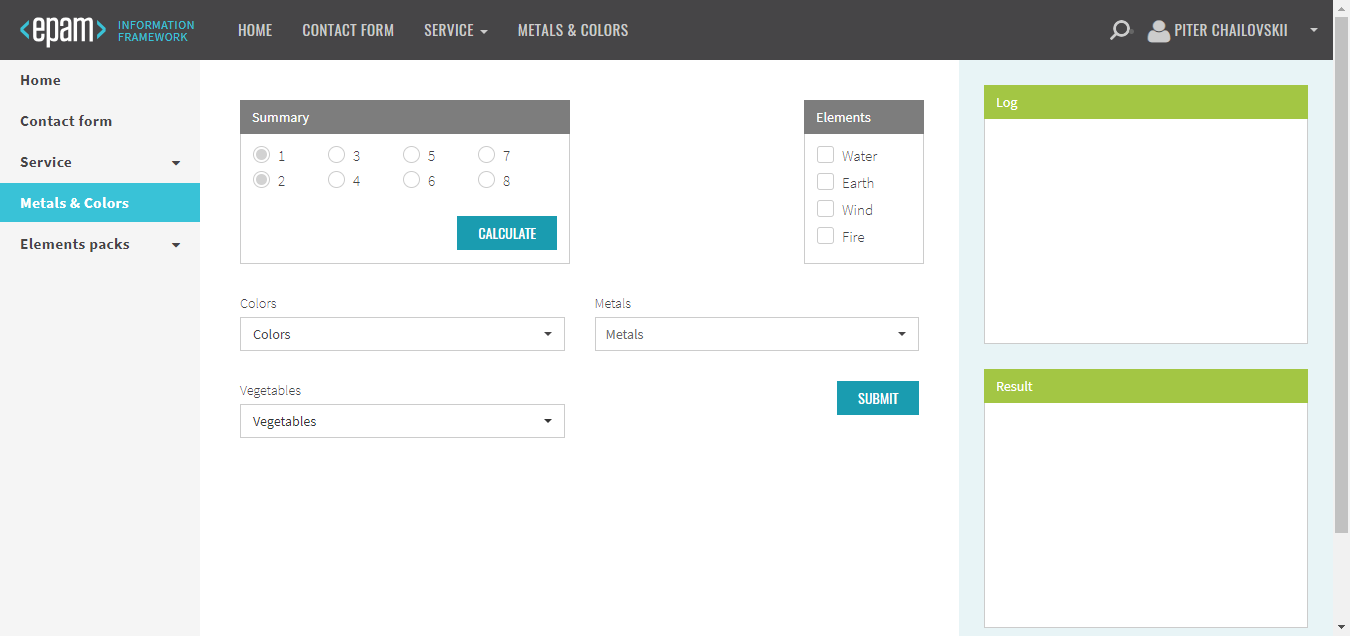 <epam> INFORMATION FRAMEWORK
HOME CONTACT FORM SERVICE METALS & COLORS PITER CHAILOVSKII
Home
Contact form
Service
Metals & Colors
Elements packs
Summary
1 3 5 7
2 4 6 8
CALCULATE
Elements
Water
Earth
Wind
Fire
Colors
Colors
Metals
Metals
Vegetables
Vegetables
SUBMIT
Log
Result